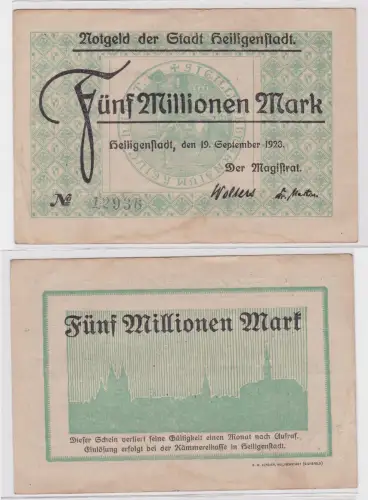 Notgeld der Stadt Heiligenstadt.
Fünf Millionen Mark
Heiligenstadt, den 19. September 1923.
Der Magistrat.
№ 12936
Wolters
Fünf Millionen Mark
Dieser Schein verliert seine Gültigkeit einen Monat nach Aufruf.
Einlösung erfolgt bei der Kämmereikasse in Heiligenstadt.